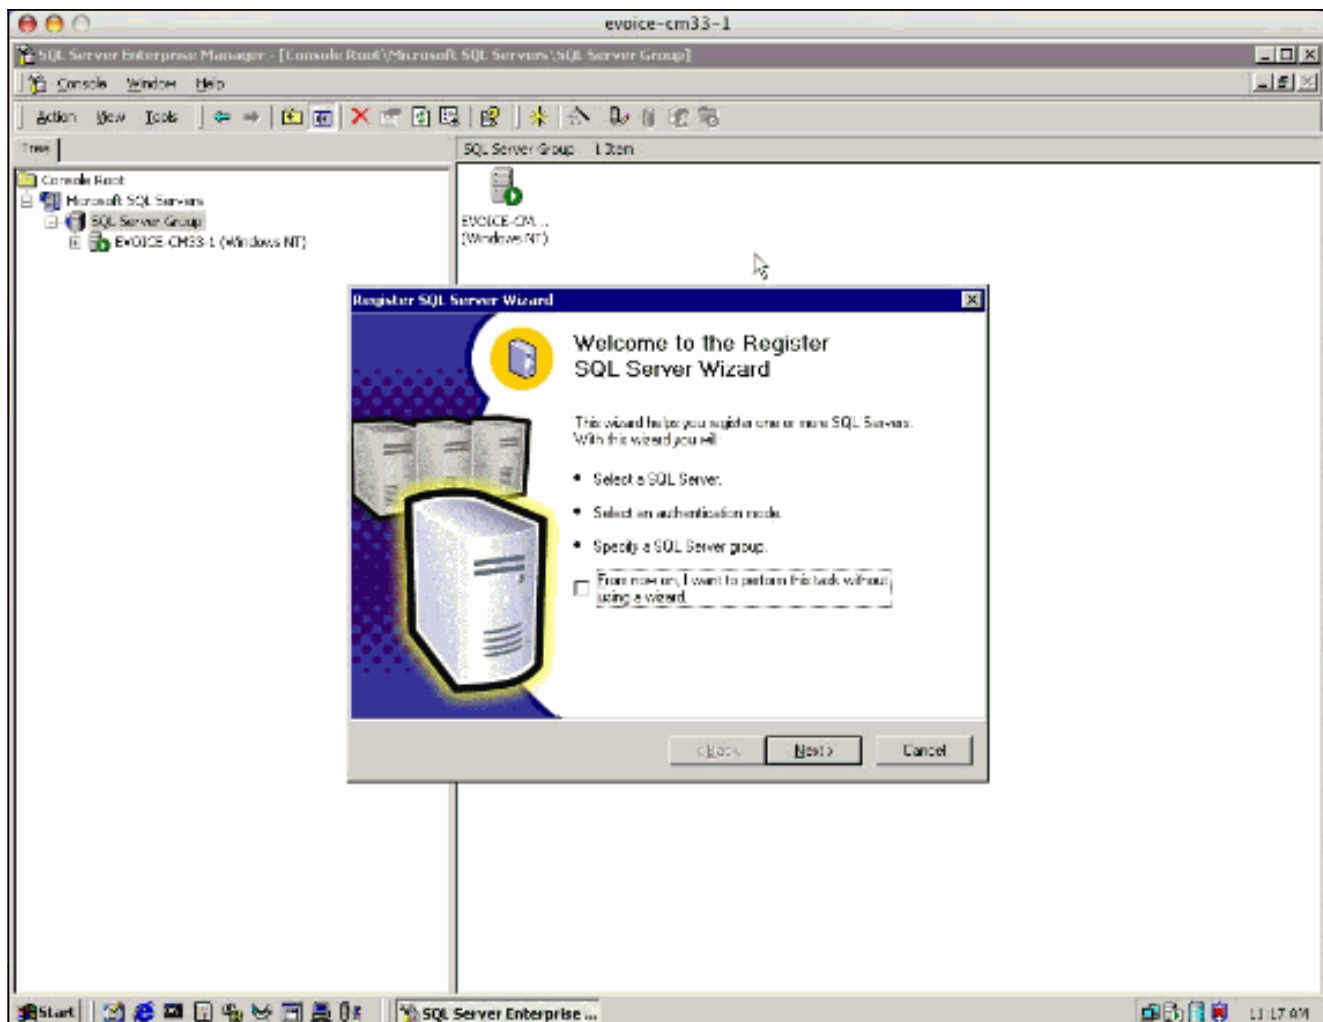 evoice-cm33-1
SQL Server Enterprise Manager - [Console Root\Microsoft SQL Servers\SQL Server Group]
Console Window Help
Action View Tools
Tree
SQL Server Group 1 Item
Console Root
Microsoft SQL Servers
SQL Server Group
EVOICE-CM33-1 (Windows NT)
EVOICE-CM...
(Windows NT)
Register SQL Server Wizard
Welcome to the Register
SQL Server Wizard
This wizard helps you register one or more SQL Servers.
With this wizard you will:
• Select a SQL Server.
• Select an authentication mode.
• Specify a SQL Server group.
From now on, I want to perform this task without
using a wizard.
< Back
Next >
Cancel
Start
SQL Server Enterprise ...
11:17 AM